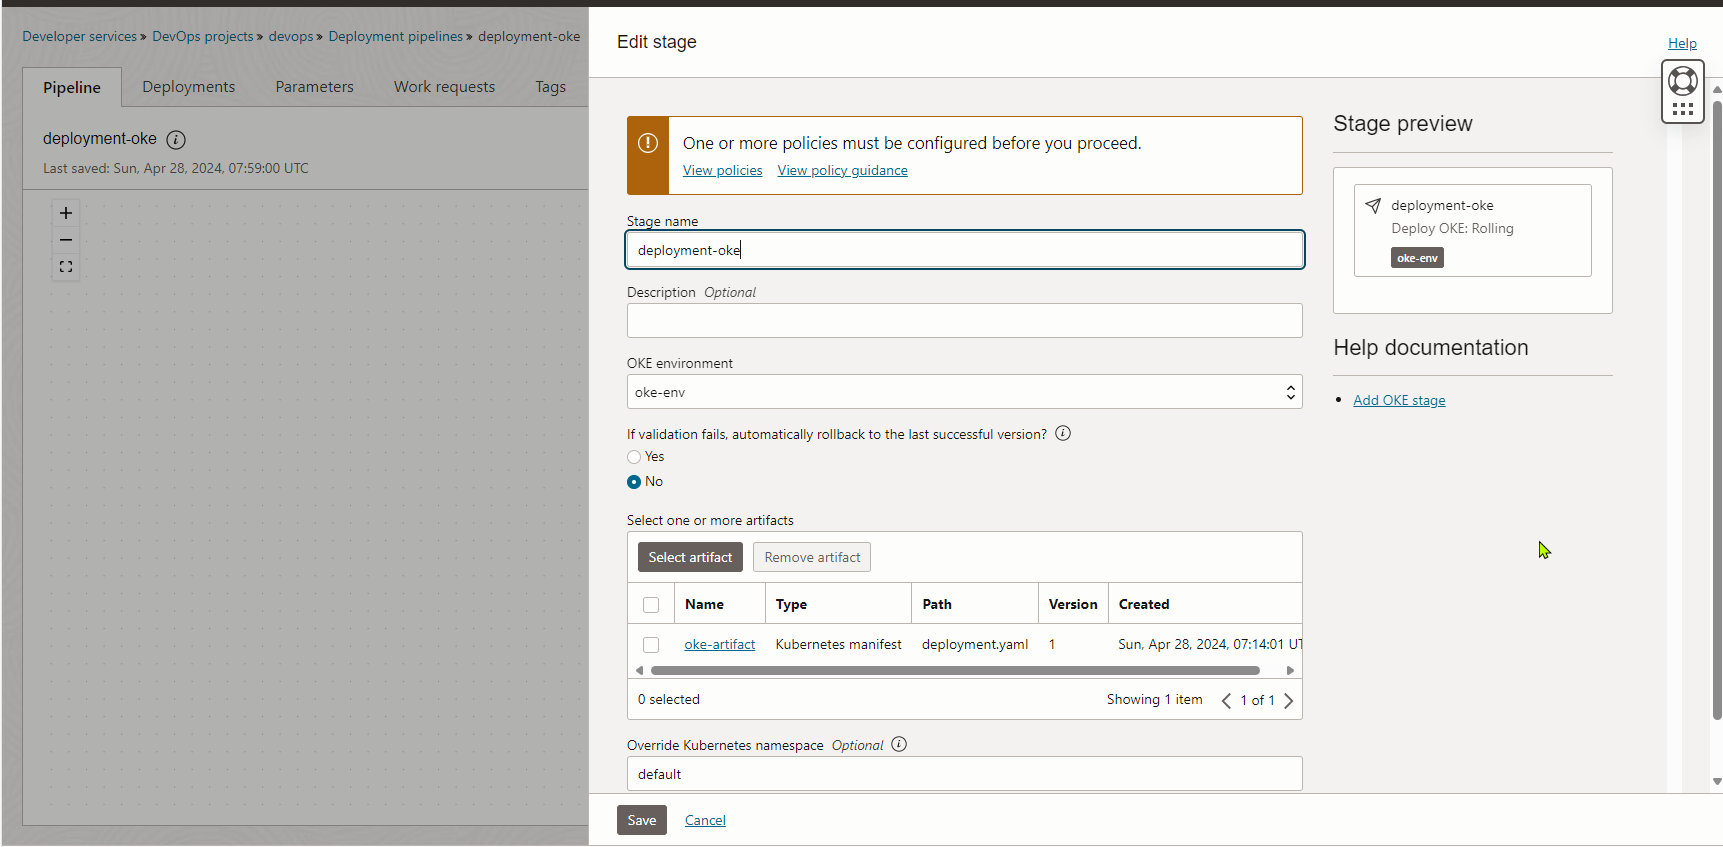 Developer services » DevOps projects » devops » Deployment pipelines » deployment-oke
Pipeline Deployments Parameters Work requests Tags
deployment-oke
Last saved: Sun, Apr 28, 2024, 07:59:00 UTC
Edit stage
Help
One or more policies must be configured before you proceed.
View policies View policy guidance
Stage name
deployment-oke
Description Optional
OKE environment
oke-env
If validation fails, automatically rollback to the last successful version?
Yes
No
Select one or more artifacts
Select artifact Remove artifact
Name Type Path Version Created
oke-artifact Kubernetes manifest deployment.yaml 1 Sun, Apr 28, 2024, 07:14:01 UT
0 selected Showing 1 item 1 of 1
Override Kubernetes namespace Optional
default
Save Cancel
Stage preview
deployment-oke
Deploy OKE: Rolling
oke-env
Help documentation
Add OKE stage